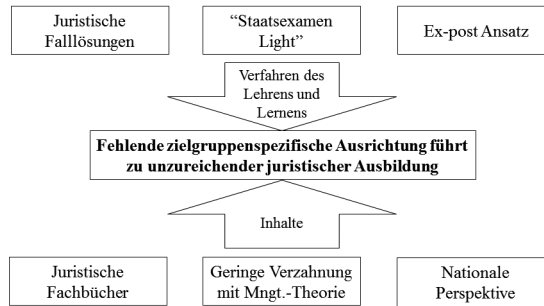 Juristische
Falllösungen
“Staatsexamen
Light”
Ex-post Ansatz
Verfahren des
Lehrens und
Lernens
Fehlende zielgruppenspezifische Ausrichtung führt
zu unzureichender juristischer Ausbildung
Inhalte
Juristische
Fachbücher
Geringe Verzahnung
mit Mngt.-Theorie
Nationale
Perspektive